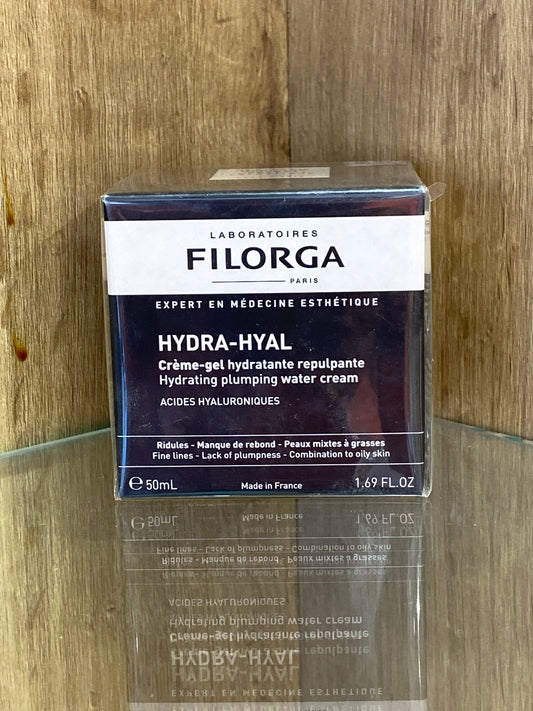 LABORATOIRES
FILORGA
PARIS
EXPERT EN MÉDECINE ESTHÉTIQUE
HYDRA-HYAL
Crème-gel hydratante repulpante
Hydrating plumping water cream
ACIDES HYALURONIQUES
Ridules - Manque de rebond - Peaux mixtes à grasses
Fine lines - Lack of plumpness - Combination to oily skin
℮ 50mL Made in France 1.69 FL.OZ